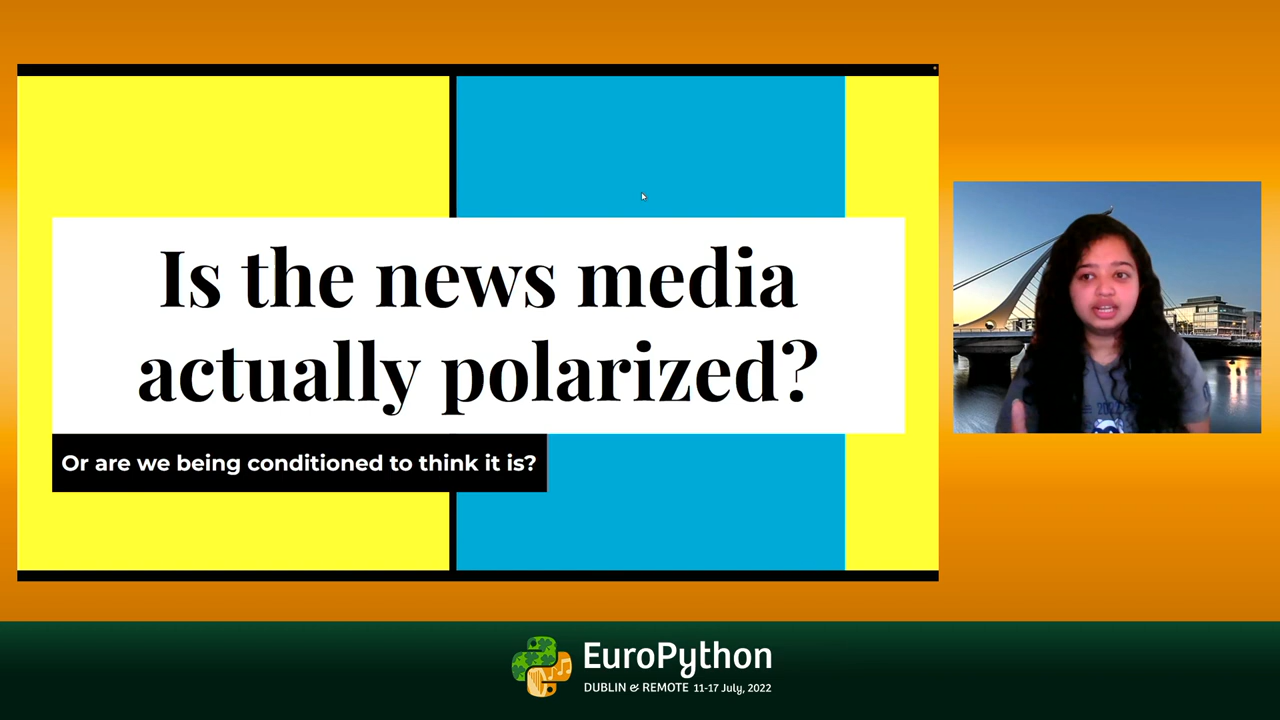 Is the news media
actually polarized?
Or are we being conditioned to think it is?
EuroPython
DUBLIN & REMOTE 11-17 July, 2022